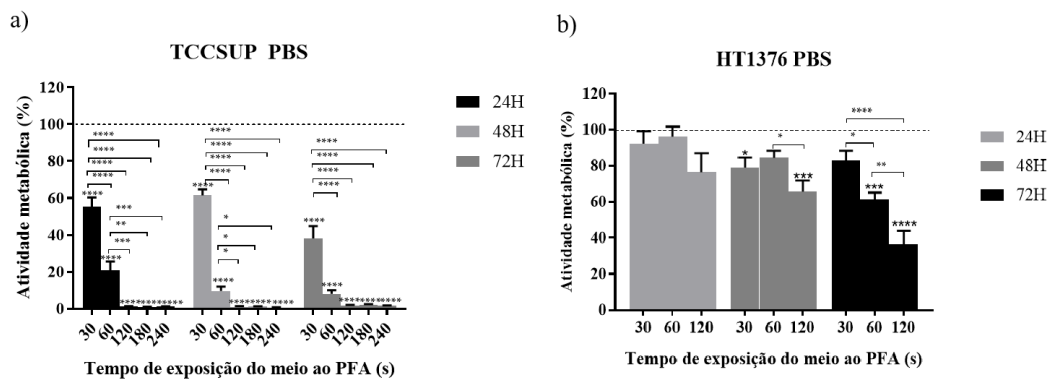 a)
TCCSUP PBS
Atividade metabólica (%)
120
100
80
60
40
20
0
**** **** **** ****
**** *** ** ***
**** **** **** ****
**** **** **** ****
**** * * *
**** **** **** ****
**** **** ****
**** **** **** **** ****
30 60 120 180 240
30 60 120 180 240
30 60 120 180 240
Tempo de exposição do meio ao PFA (s)
24H
48H
72H
b)
HT1376 PBS
Atividade metabólica (%)
120
100
80
60
40
20
0
* * ***
**** * ** *** ****
30 60 120
30 60 120
30 60 120
Tempo de exposição do meio ao PFA (s)
24H
48H
72H